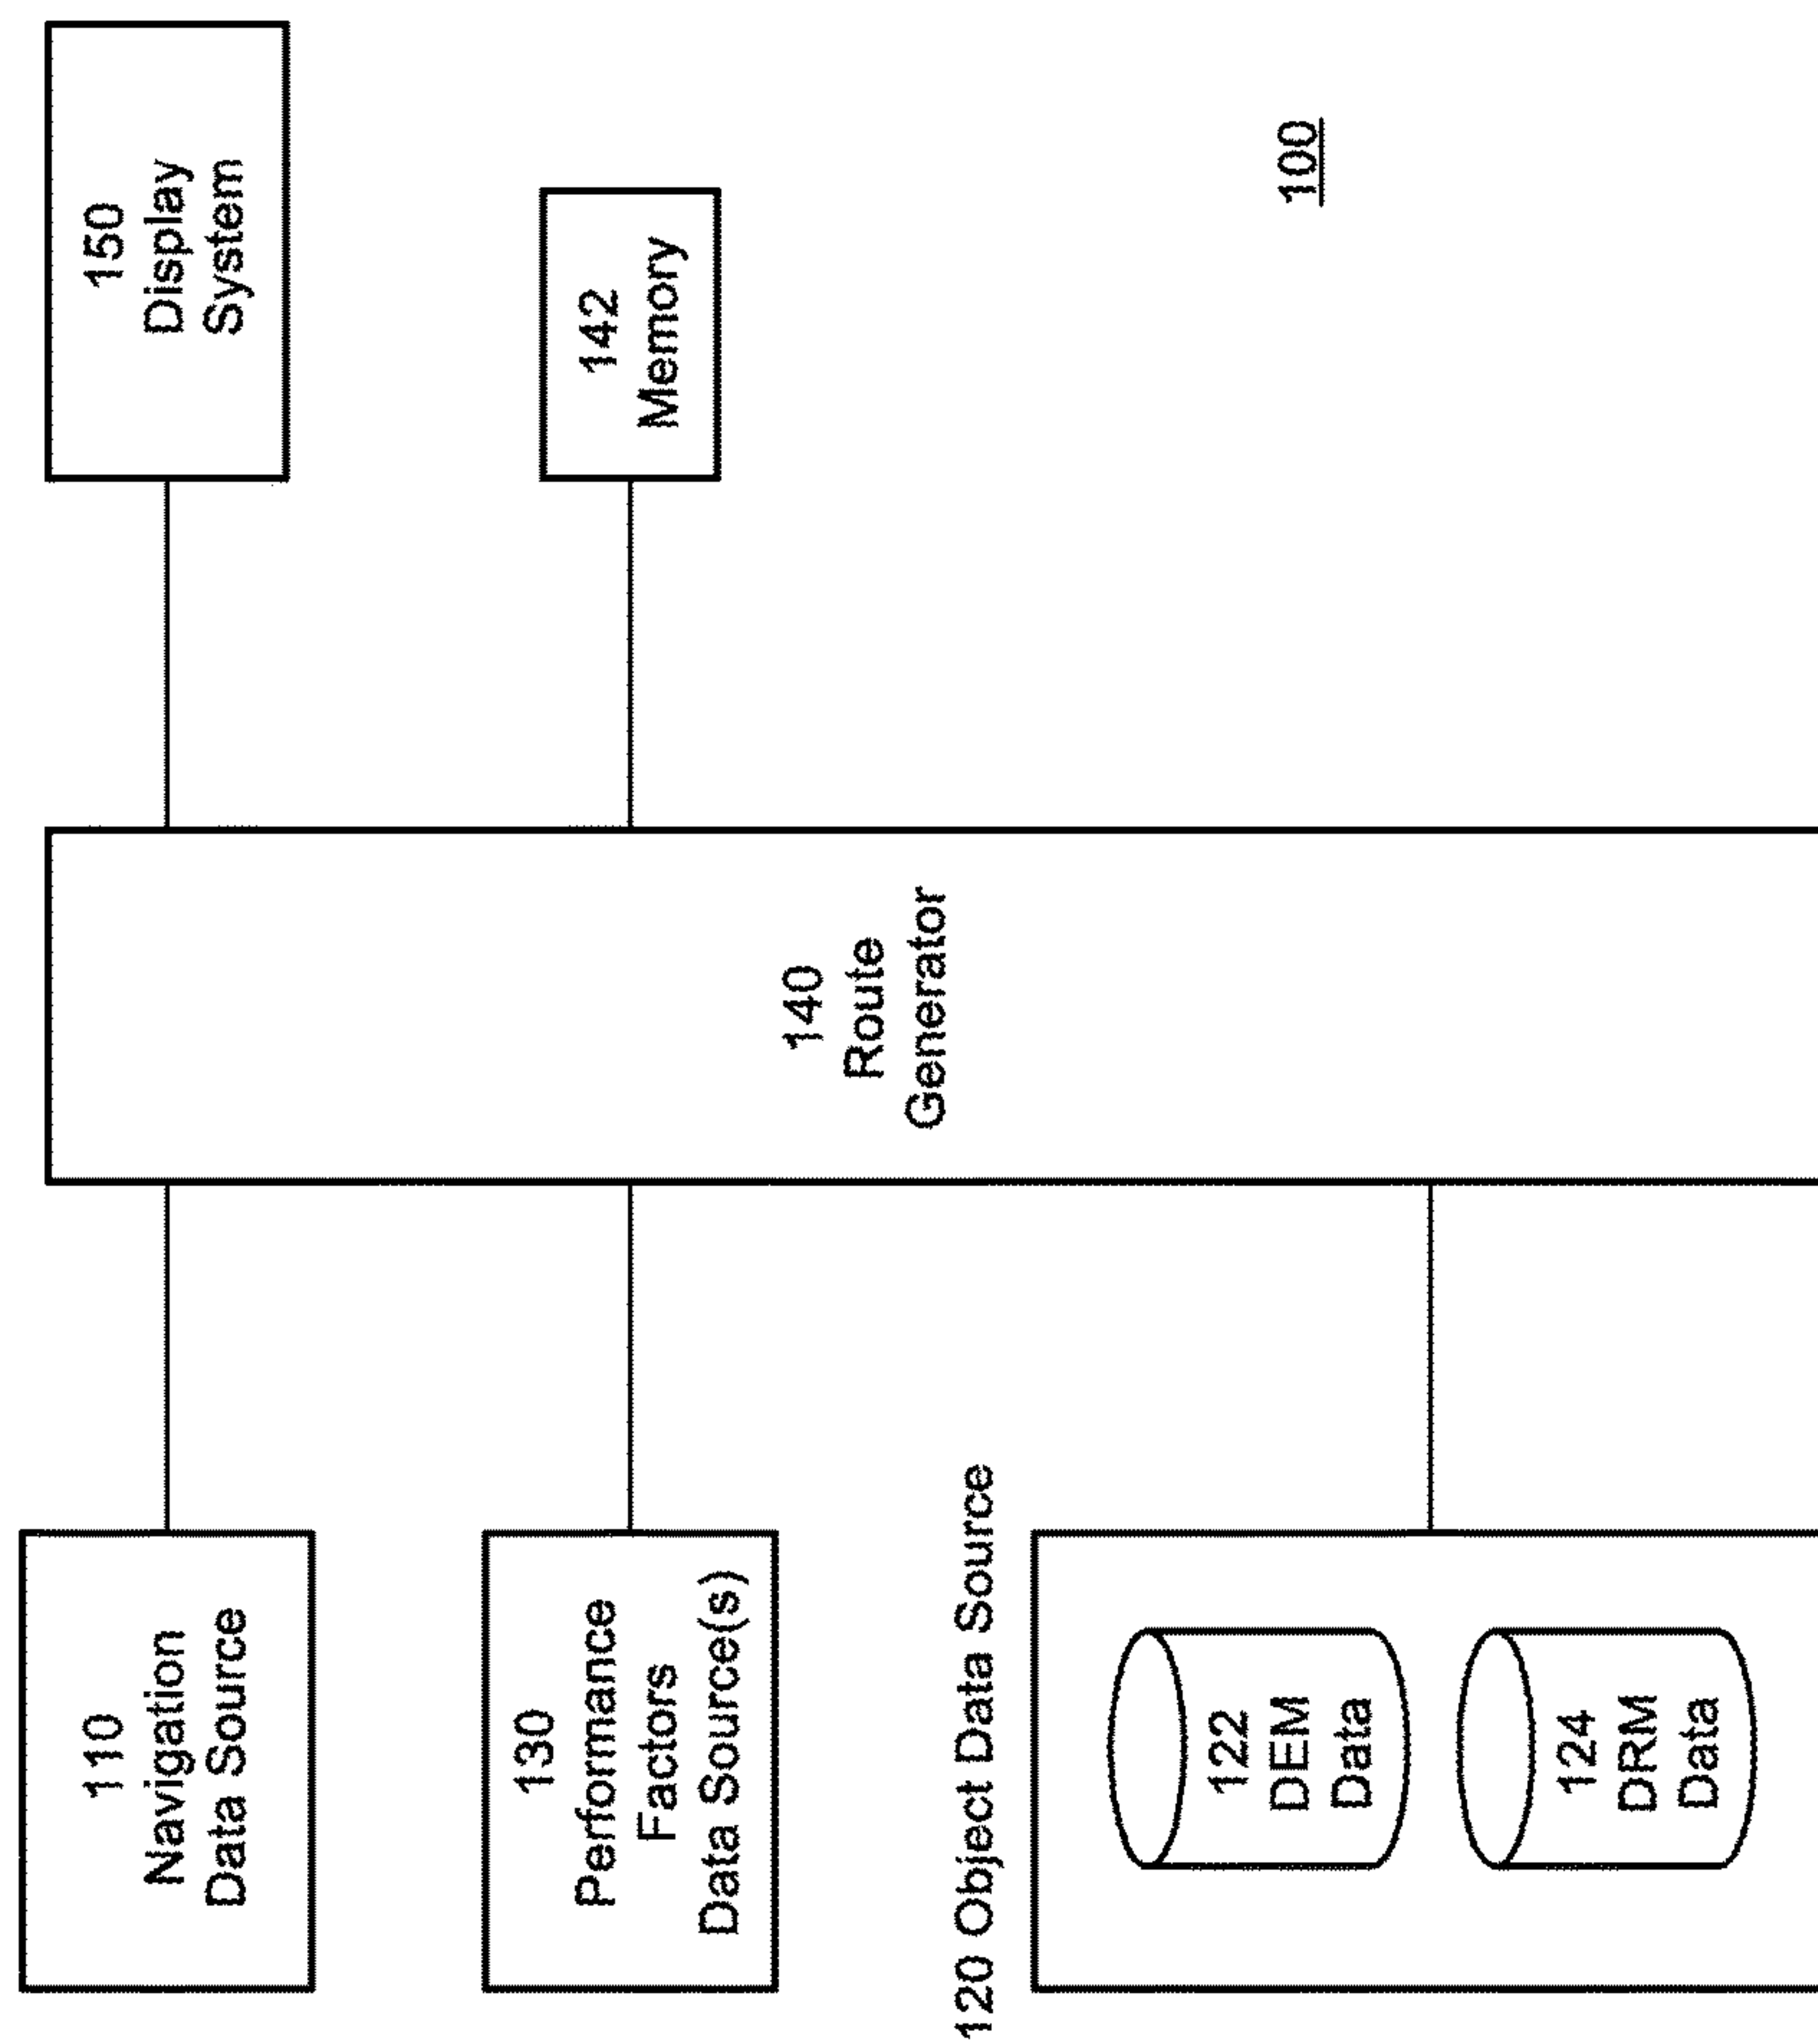 110
Navigation
Data Source
130
Performance
Factors
Data Source(s)
120 Object Data Source
122
DEM
Data
124
DRM
Data
140
Route
Generator
150
Display
System
142
Memory
100